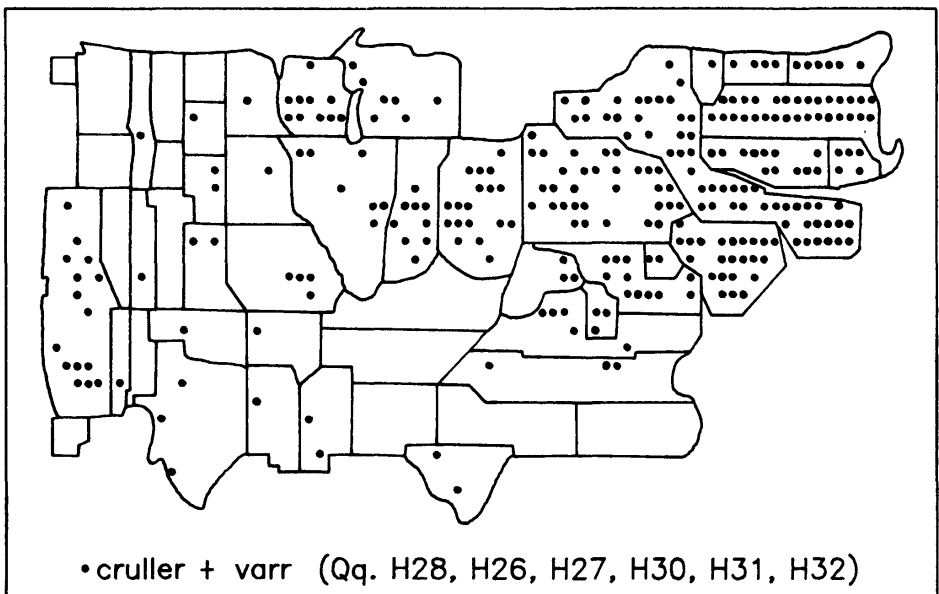 •cruller + varr (Qq. H28, H26, H27, H30, H31, H32)